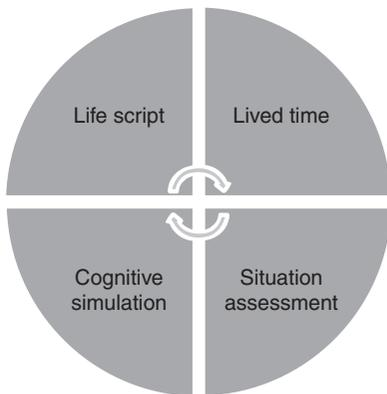 Life script
Lived time
Cognitive
simulation
Situation
assessment